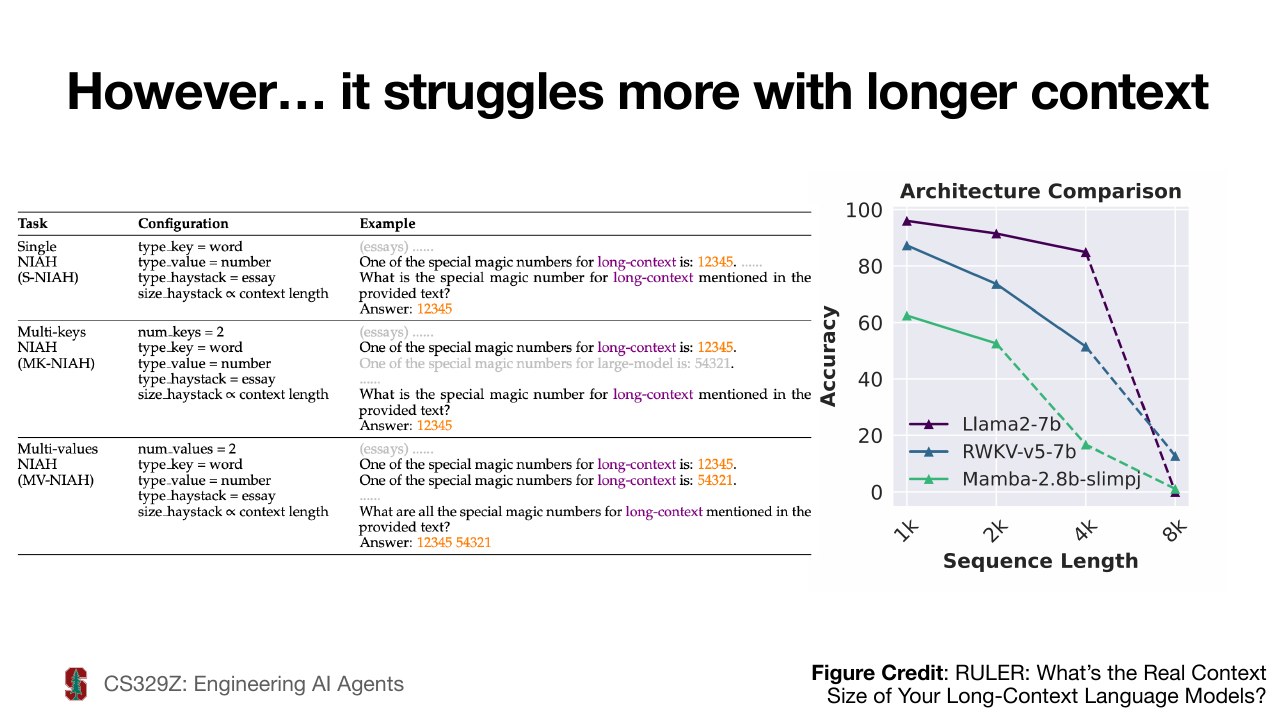 However… it struggles more with longer context
Task Configuration Example
Single type_key = word (essays) ......
NIAH type_value = number One of the special magic numbers for long-context is: 12345. ......
(S-NIAH) type_haystack = essay What is the special magic number for long-context mentioned in the
size_haystack ∝ context length provided text?
Answer: 12345
Multi-keys num_keys = 2 (essays) ......
NIAH type_key = word One of the special magic numbers for long-context is: 12345.
(MK-NIAH) type_value = number One of the special magic numbers for large-model is: 54321.
type_haystack = essay ......
size_haystack ∝ context length What is the special magic number for long-context mentioned in the
provided text?
Answer: 12345
Multi-values num_values = 2 (essays) ......
NIAH type_key = word One of the special magic numbers for long-context is: 12345.
(MV-NIAH) type_value = number One of the special magic numbers for long-context is: 54321.
type_haystack = essay ......
size_haystack ∝ context length What are all the special magic numbers for long-context mentioned in the
provided text?
Answer: 12345 54321
Architecture Comparison
Accuracy
100
80
60
40
20
0
Llama2-7b
RWKV-v5-7b
Mamba-2.8b-slimpj
1k 2k 4k 8k
Sequence Length
CS329Z: Engineering AI Agents
Figure Credit: RULER: What's the Real Context
Size of Your Long-Context Language Models?